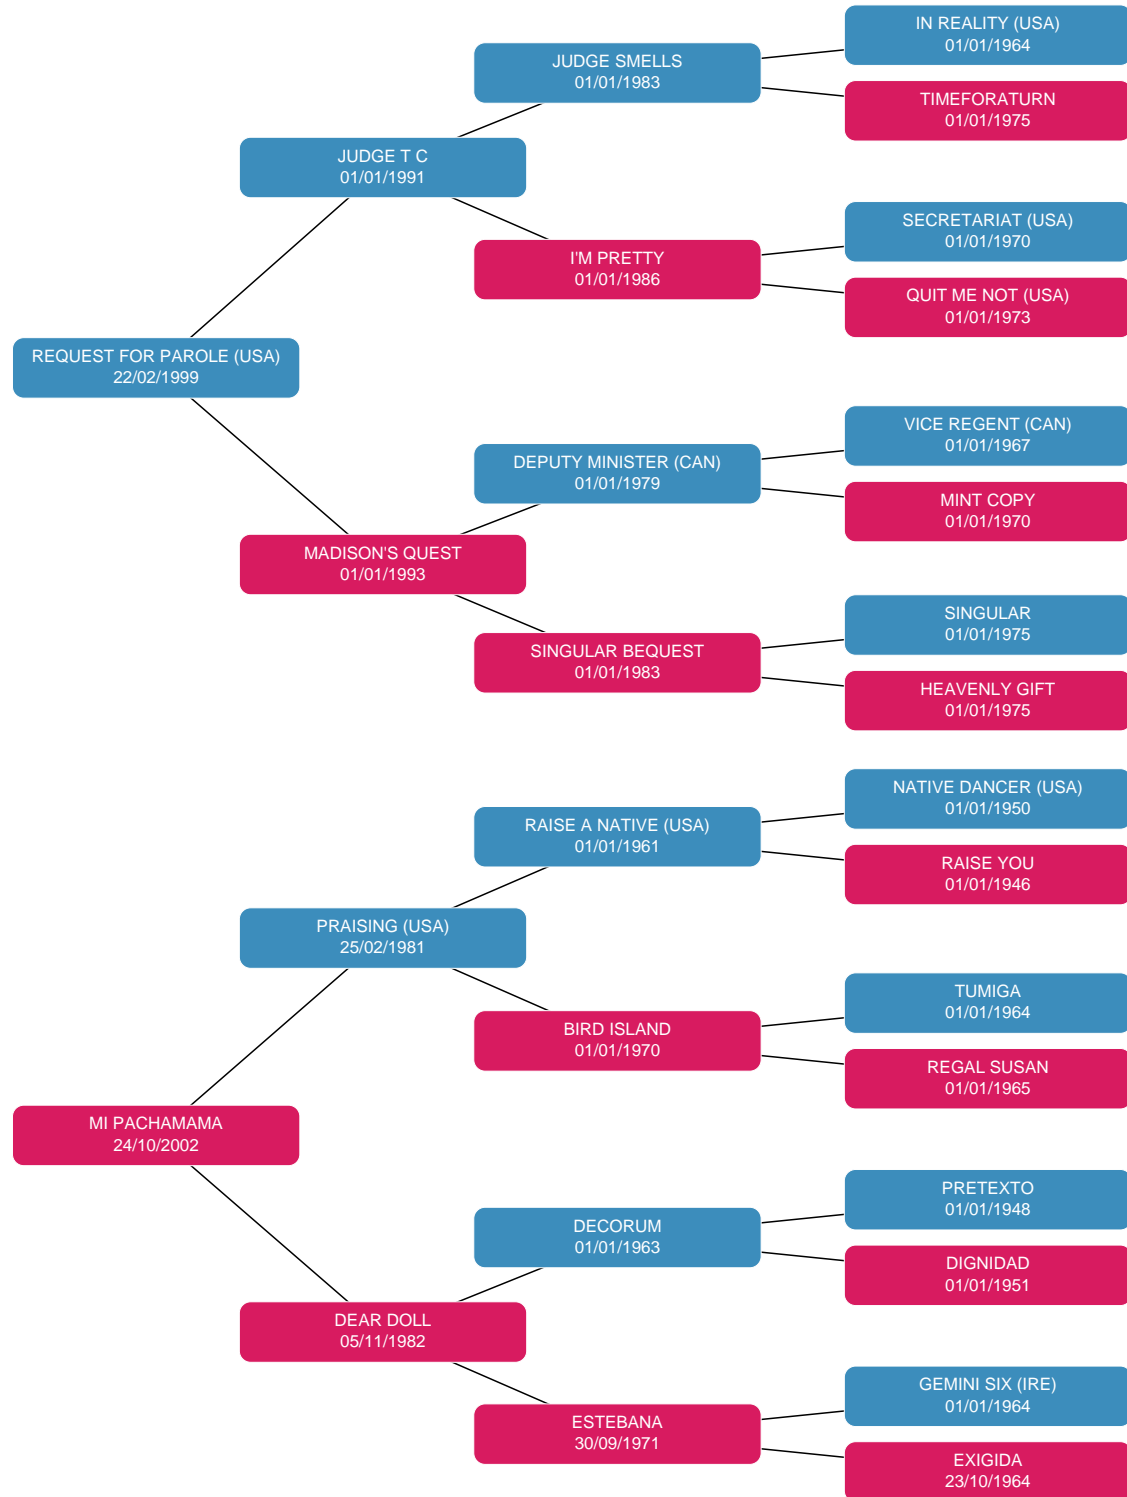 IN REALITY (USA)
01/01/1964
JUDGE SMELLS
01/01/1983
TIMEFORATURN
01/01/1975
JUDGE T C
01/01/1991
SECRETARIAT (USA)
01/01/1970
I'M PRETTY
01/01/1986
QUIT ME NOT (USA)
01/01/1973
REQUEST FOR PAROLE (USA)
22/02/1999
VICE REGENT (CAN)
01/01/1967
DEPUTY MINISTER (CAN)
01/01/1979
MINT COPY
01/01/1970
MADISON'S QUEST
01/01/1993
SINGULAR
01/01/1975
SINGULAR BEQUEST
01/01/1983
HEAVENLY GIFT
01/01/1975
NATIVE DANCER (USA)
01/01/1950
RAISE A NATIVE (USA)
01/01/1961
RAISE YOU
01/01/1946
PRAISING (USA)
25/02/1981
TUMIGA
01/01/1964
BIRD ISLAND
01/01/1970
REGAL SUSAN
01/01/1965
MI PACHAMAMA
24/10/2002
PRETEXTO
01/01/1948
DECORUM
01/01/1963
DIGNIDAD
01/01/1951
DEAR DOLL
05/11/1982
GEMINI SIX (IRE)
01/01/1964
ESTEBANA
30/09/1971
EXIGIDA
23/10/1964